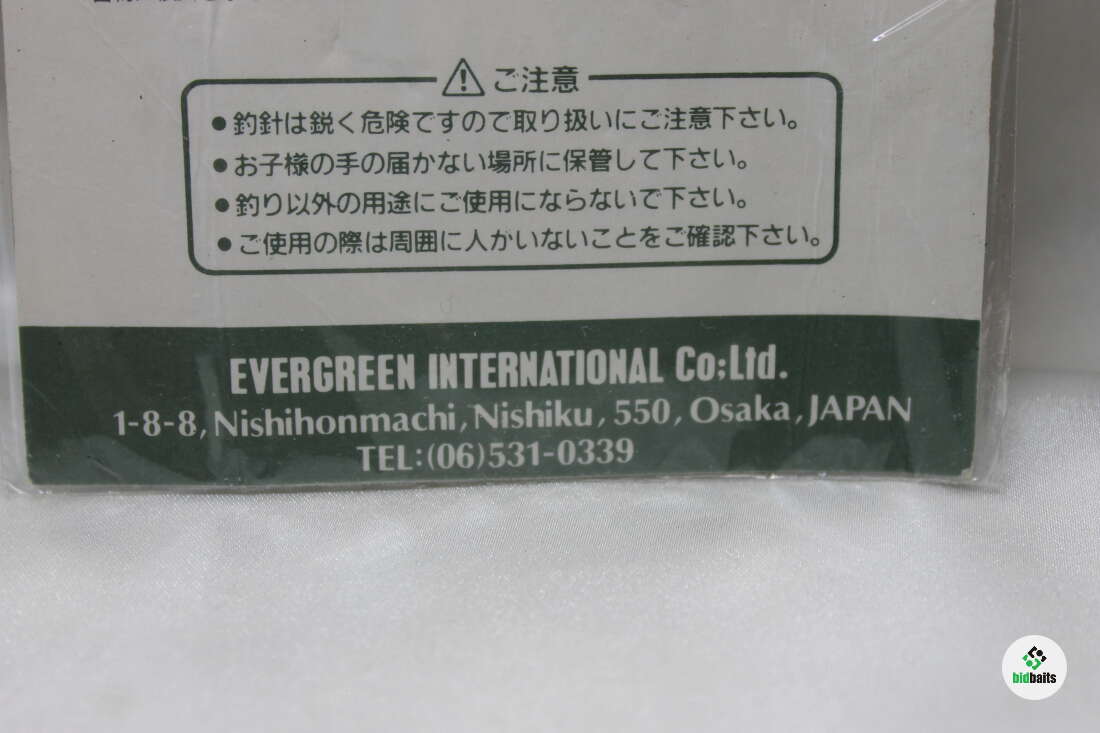 ご注意
●釣針は鋭く危険ですので取り扱いにご注意下さい。
●お子様の手の届かない場所に保管して下さい。
●釣り以外の用途にご使用にならないで下さい。
●ご使用の際は周囲に人がいないことをご確認下さい。
EVERGREEN INTERNATIONAL Co;Ltd.
1-8-8, Nishihonmachi, Nishiku, 550, Osaka, JAPAN
TEL:(06)531-0339
bidbaits